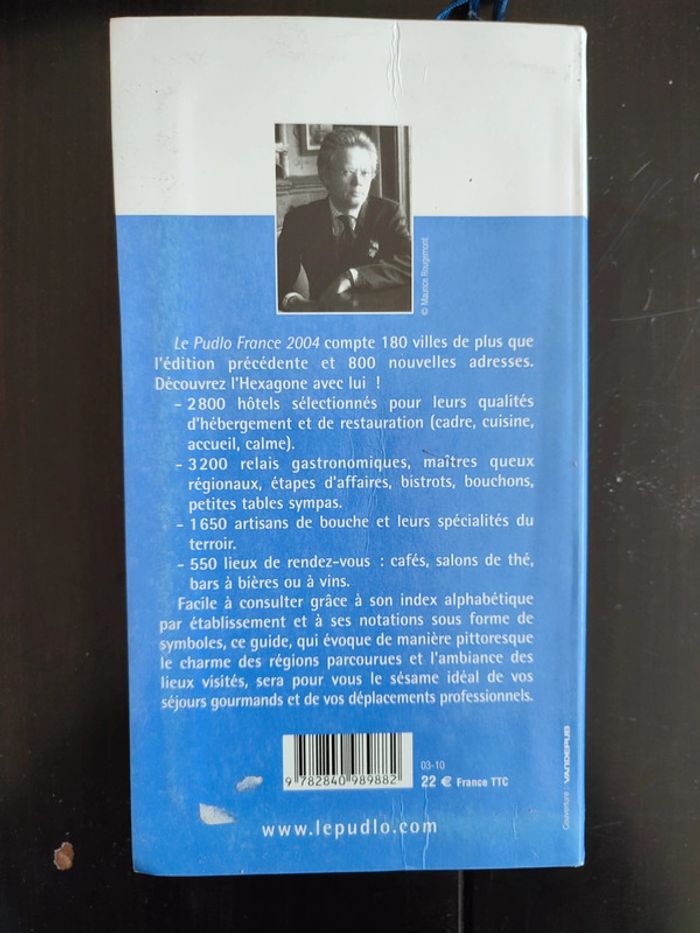 © Maurice Rougemont
Le Pudlo France 2004 compte 180 villes de plus que
l'édition précédente et 800 nouvelles adresses.
Découvrez l'Hexagone avec lui !
- 2800 hôtels sélectionnés pour leurs qualités
d'hébergement et de restauration (cadre, cuisine,
accueil, calme).
- 3200 relais gastronomiques, maîtres queux
régionaux, étapes d'affaires, bistrots, bouchons,
petites tables sympas.
- 1650 artisans de bouche et leurs spécialités du
terroir.
- 550 lieux de rendez-vous : cafés, salons de thé,
bars à bières ou à vins.
Facile à consulter grâce à son index alphabétique
par établissement et à ses notations sous forme de
symboles, ce guide, qui évoque de manière pittoresque
le charme des régions parcourues et l'ambiance des
lieux visités, sera pour vous le sésame idéal de vos
séjours gourmands et de vos déplacements professionnels.
9 782840 989882
03-10
22 € France TTC
Couverture : VANDEPUB
www.lepudlo.com